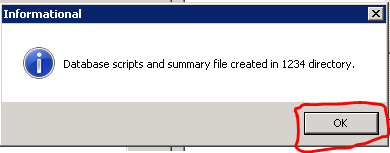 Informational
Database scripts and summary file created in 1234 directory.
OK